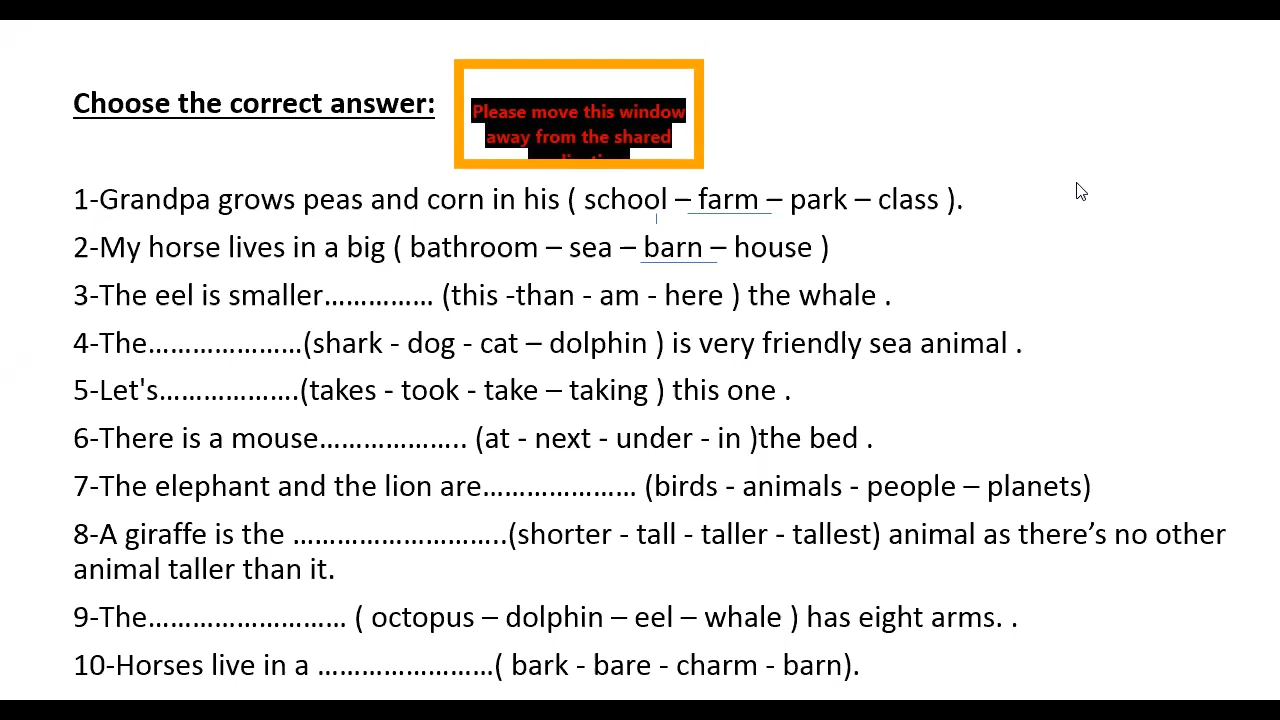 Choose the correct answer:
Please move this window
away from the shared
1-Grandpa grows peas and corn in his ( school – farm – park – class ).
2-My horse lives in a big ( bathroom – sea – barn – house )
3-The eel is smaller…………… (this -than - am - here ) the whale .
4-The…………………(shark - dog - cat – dolphin ) is very friendly sea animal .
5-Let's……………….(takes - took - take – taking ) this one .
6-There is a mouse……………….. (at - next - under - in )the bed .
7-The elephant and the lion are………………… (birds - animals - people – planets)
8-A giraffe is the ………………………..(shorter - tall - taller - tallest) animal as there’s no other
animal taller than it.
9-The……………………… ( octopus – dolphin – eel – whale ) has eight arms. .
10-Horses live in a ……………………( bark - bare - charm - barn).